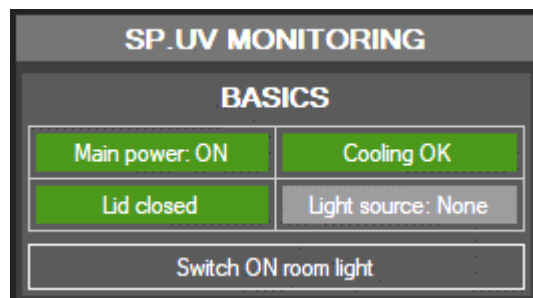 SP.UV MONITORING
BASICS
Main power: ON
Cooling OK
Lid closed
Light source: None
Switch ON room light